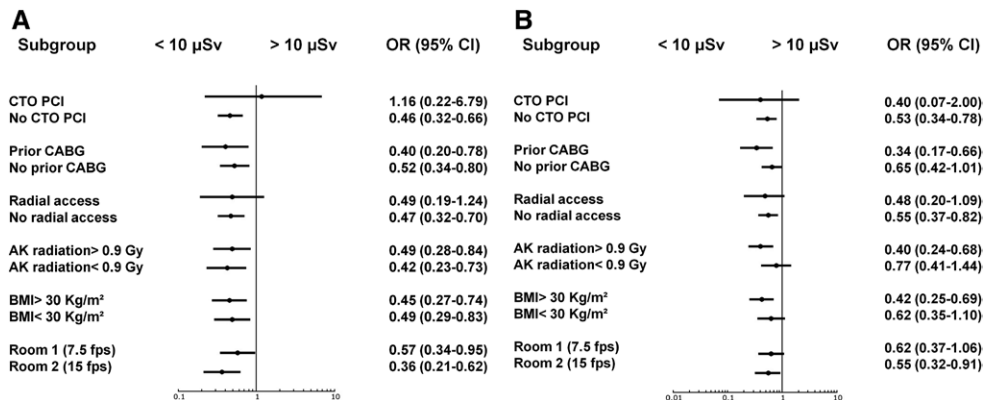 A
Subgroup < 10 µSv > 10 µSv OR (95% CI)
CTO PCI 1.16 (0.22-6.79)
No CTO PCI 0.46 (0.32-0.66)
Prior CABG 0.40 (0.20-0.78)
No prior CABG 0.52 (0.34-0.80)
Radial access 0.49 (0.19-1.24)
No radial access 0.47 (0.32-0.70)
AK radiation> 0.9 Gy 0.49 (0.28-0.84)
AK radiation< 0.9 Gy 0.42 (0.23-0.73)
BMI> 30 Kg/m² 0.45 (0.27-0.74)
BMI< 30 Kg/m² 0.49 (0.29-0.83)
Room 1 (7.5 fps) 0.57 (0.34-0.95)
Room 2 (15 fps) 0.36 (0.21-0.62)
0.1 1 10
B
Subgroup < 10 µSv > 10 µSv OR (95% CI)
CTO PCI 0.40 (0.07-2.00)
No CTO PCI 0.53 (0.34-0.78)
Prior CABG 0.34 (0.17-0.66)
No prior CABG 0.65 (0.42-1.01)
Radial access 0.48 (0.20-1.09)
No radial access 0.55 (0.37-0.82)
AK radiation> 0.9 Gy 0.40 (0.24-0.68)
AK radiation< 0.9 Gy 0.77 (0.41-1.44)
BMI> 30 Kg/m² 0.42 (0.25-0.69)
BMI< 30 Kg/m² 0.62 (0.35-1.10)
Room 1 (7.5 fps) 0.62 (0.37-1.06)
Room 2 (15 fps) 0.55 (0.32-0.91)
0.01 0.1 1 10